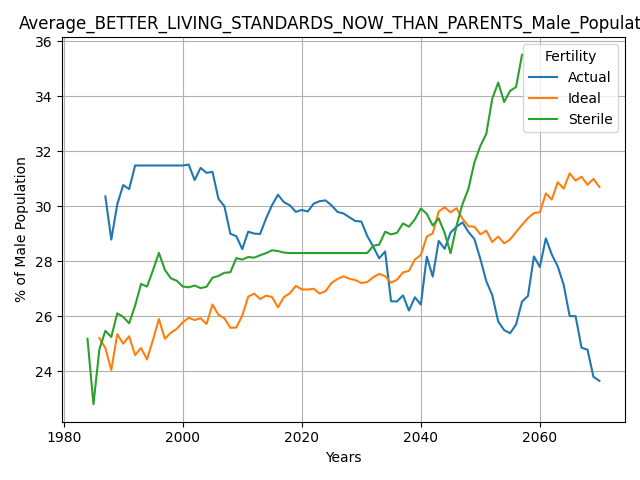 Average_BETTER_LIVING_STANDARDS_NOW_THAN_PARENTS_Male_Populat
% of Male Population
36
34
32
30
28
26
24
1980
2000
2020
2040
2060
Years
Fertility
Actual
Ideal
Sterile